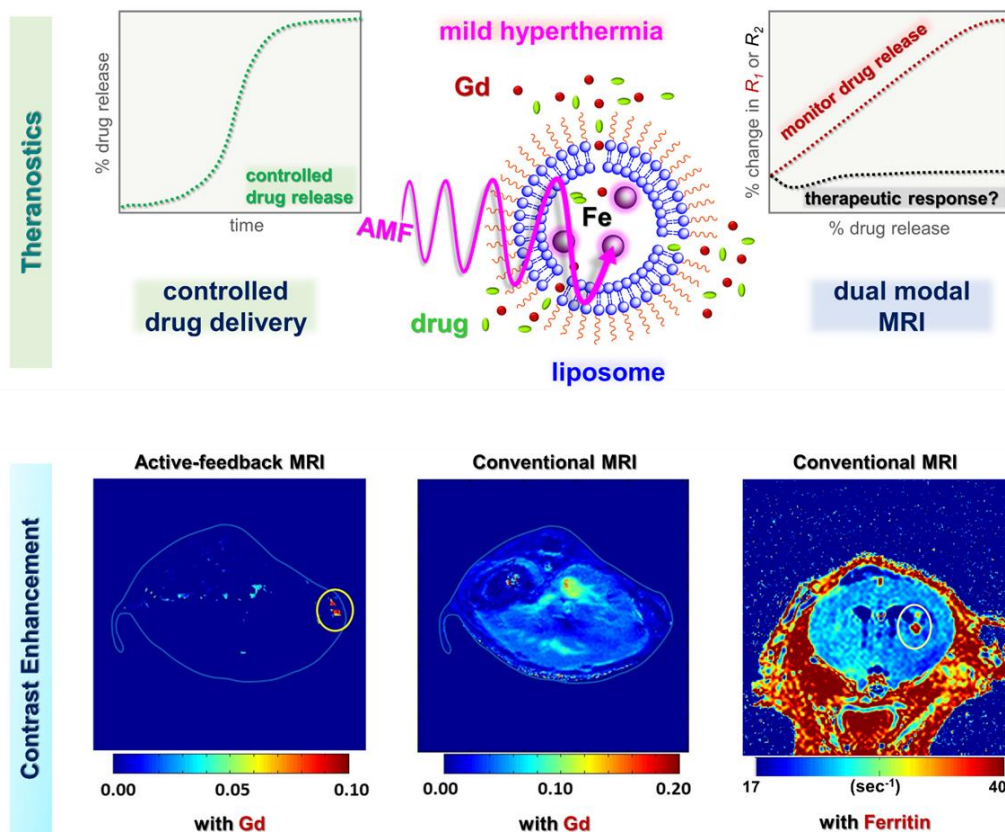 Theranostics
% drug release
controlled
drug release
time
controlled
drug delivery
mild hyperthermia
Gd
Fe
AMF
drug
liposome
% change in R1 or R2
monitor drug release
therapeutic response?
% drug release
dual modal
MRI
Contrast Enhancement
Active-feedback MRI
0.00 0.05 0.10
with Gd
Conventional MRI
0.00 0.10 0.20
with Gd
Conventional MRI
17 (sec⁻¹) 40
with Ferritin